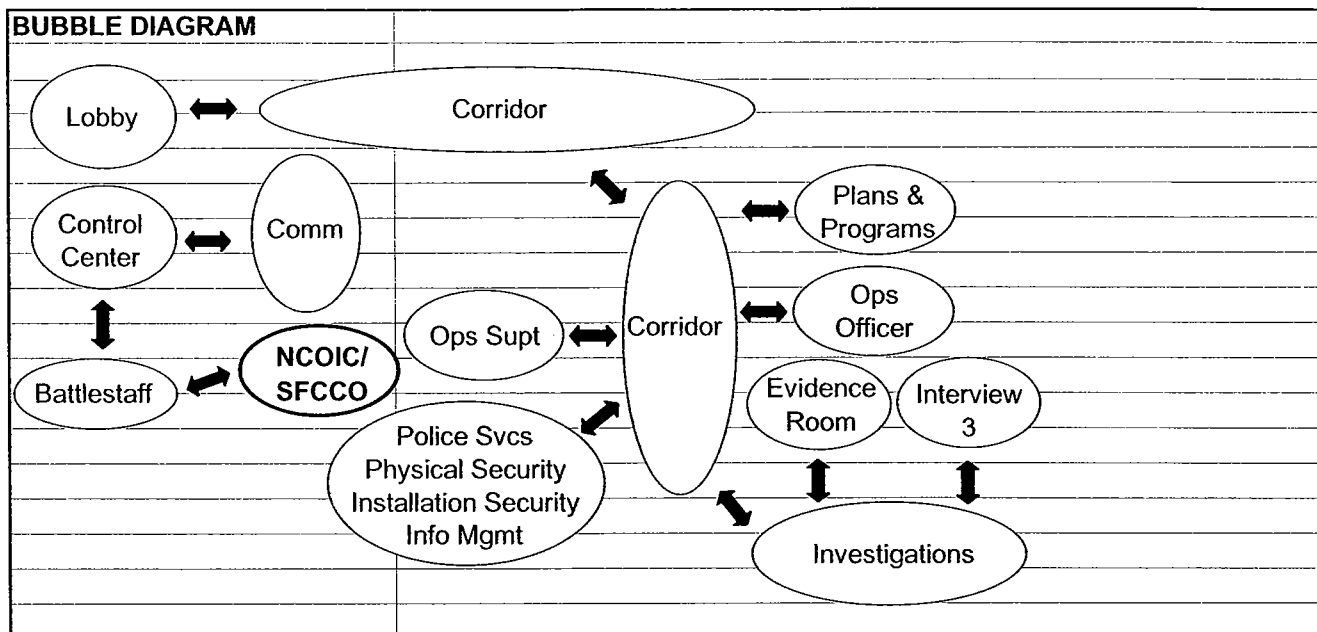 BUBBLE DIAGRAM
Lobby
Corridor
Control
Center
Comm
Plans &
Programs
Ops Supt
Corridor
Ops
Officer
Battlestaff
NCOIC/
SFCCO
Evidence
Room
Interview
3
Police Svcs
Physical Security
Installation Security
Info Mgmt
Investigations